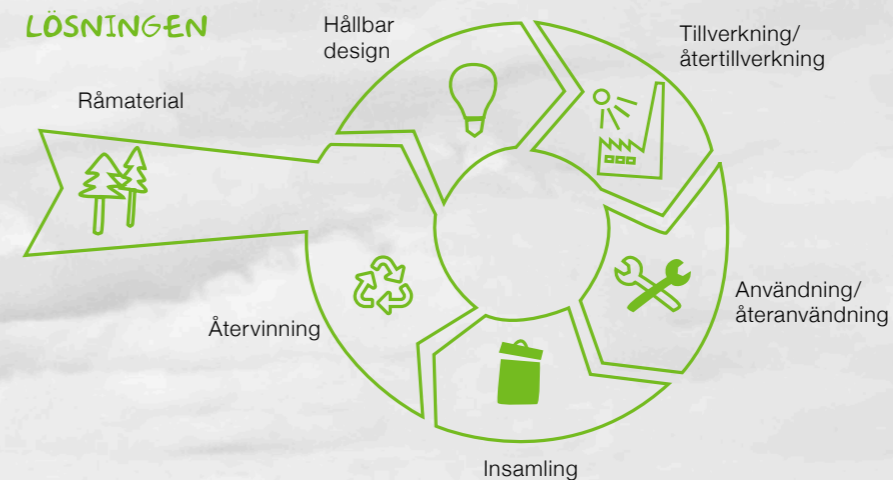 LÖSNINGEN
Råmaterial
Hållbar
design
Tillverkning/
återtillverkning
Användning/
återanvändning
Insamling
Återvinning